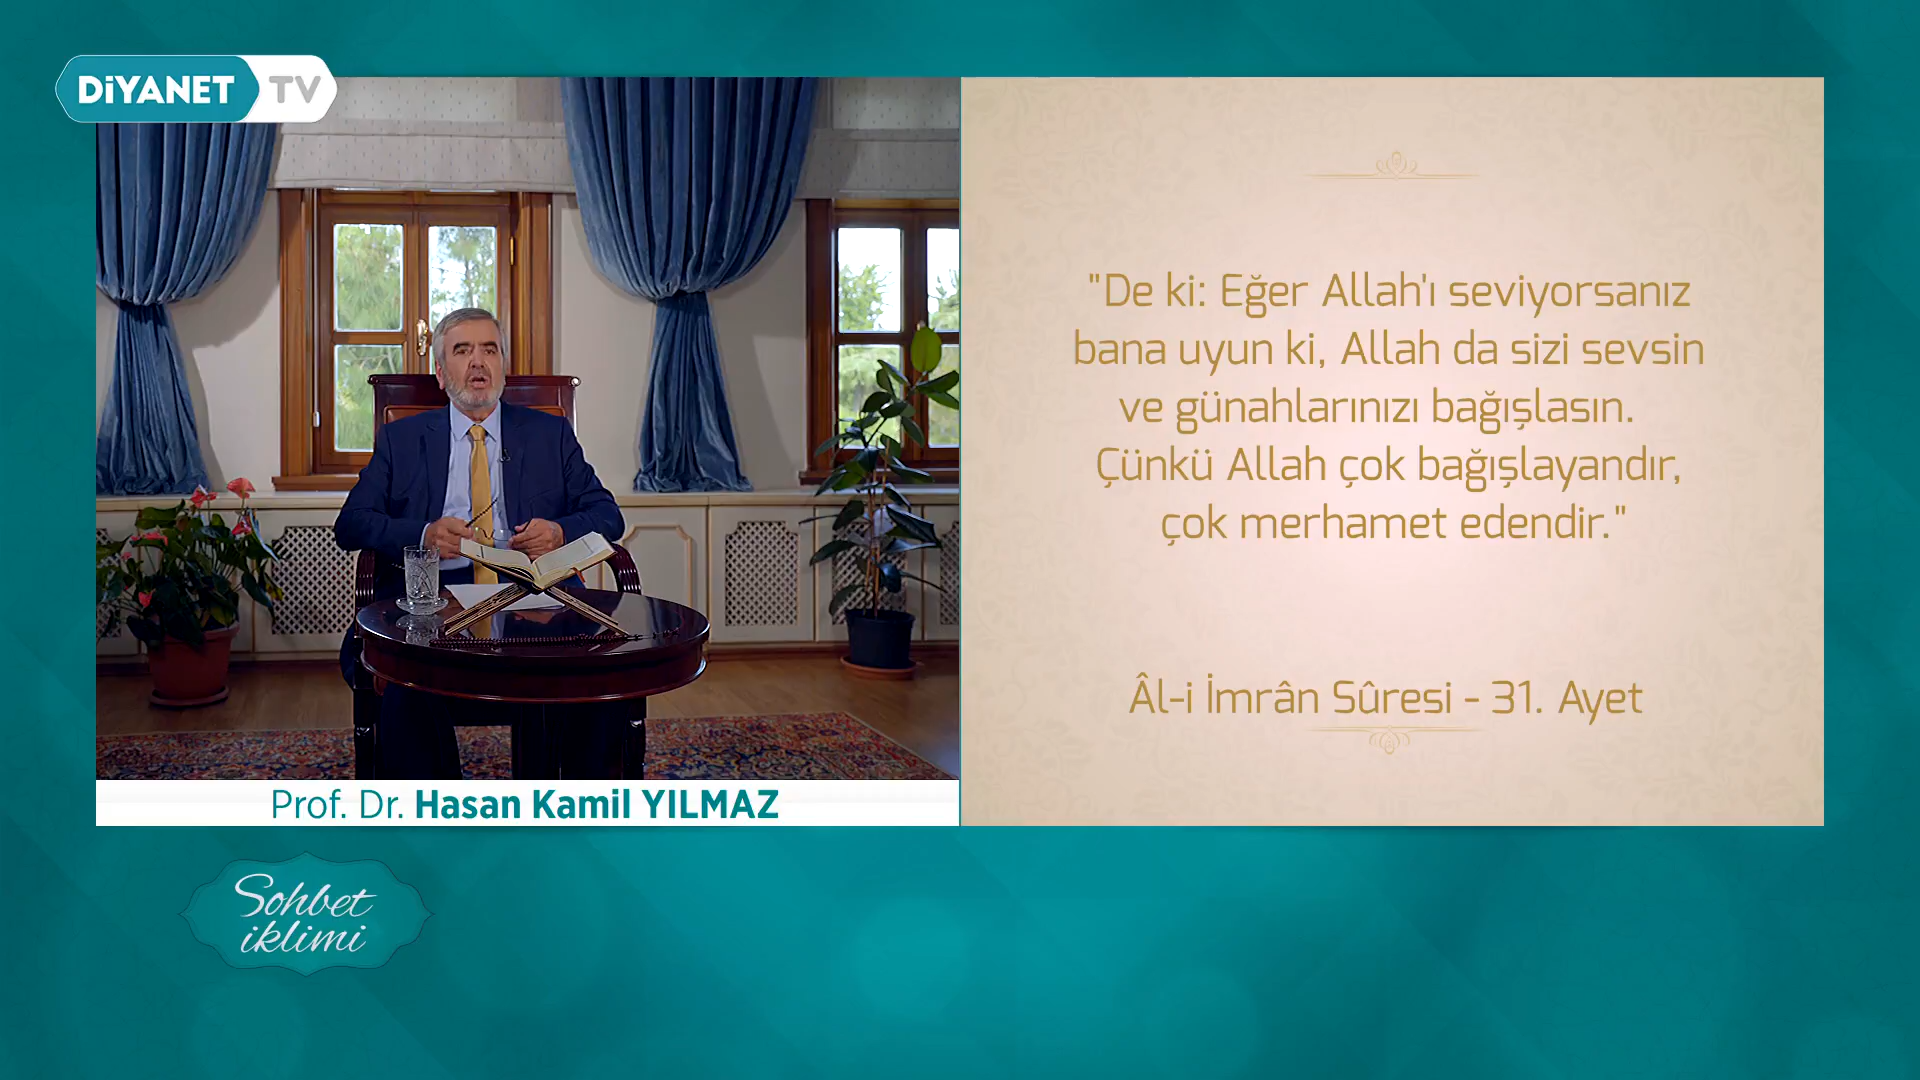 DİYANET TV
"De ki: Eğer Allah'ı seviyorsanız
bana uyun ki, Allah da sizi sevsin
ve günahlarınızı bağışlasın.
Çünkü Allah çok bağışlayandır,
çok merhamet edendir."
Âl-i İmrân Sûresi - 31. Ayet
Prof. Dr. Hasan Kamil YILMAZ
Sohbet
iklimi